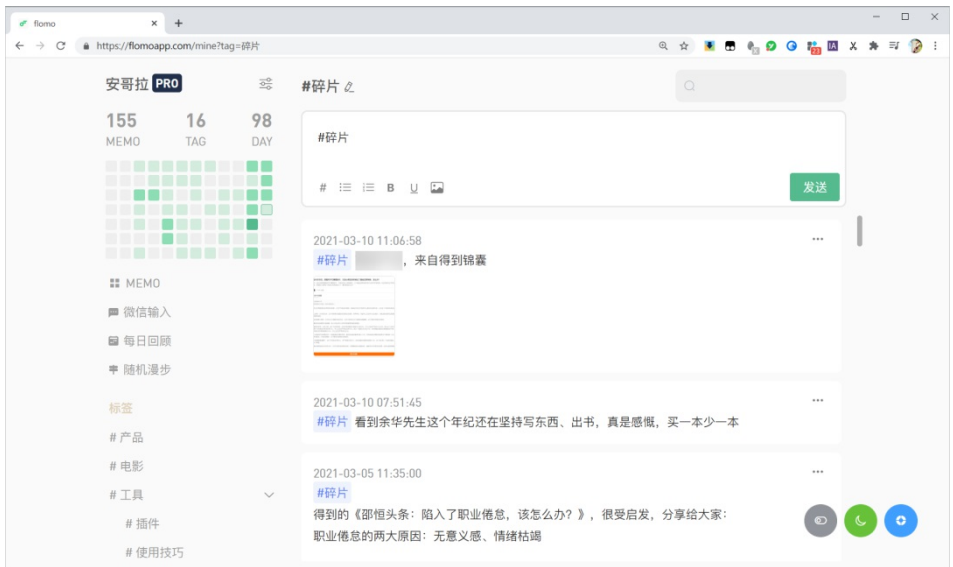 flomo
https://flomoapp.com/mine?tag=碎片
23
IA
安哥拉 PRO
155 16 98
MEMO TAG DAY
MEMO
微信输入
每日回顾
随机漫步
标签
# 产品
# 电影
# 工具
# 插件
# 使用技巧
#碎片
#碎片
# B U
发送
2021-03-10 11:06:58
#碎片 ，来自得到锦囊
2021-03-10 07:51:45
#碎片 看到余华先生这个年纪还在坚持写东西、出书，真是感慨，买一本少一本
2021-03-05 11:35:00
#碎片
得到的《邵恒头条：陷入了职业倦怠，该怎么办？》，很受启发，分享给大家：
职业倦怠的两大原因：无意义感、情绪枯竭